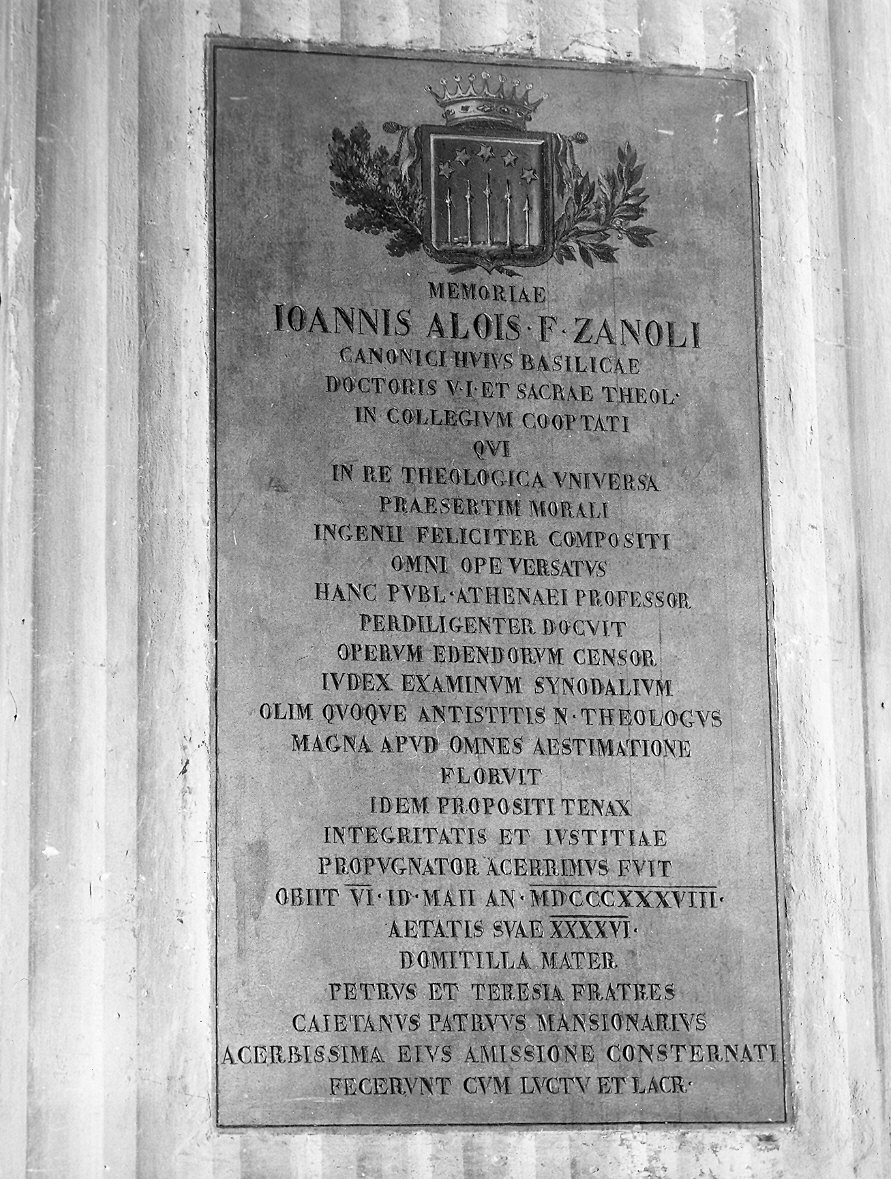 MEMORIAE
IOANNIS ALOIS·F·ZANOLI
CANONICI HVIVS BASILICAE
DOCTORIS V·I·ET SACRAE THEOL·
IN COLLEGIVM COOPTATI
QVI
IN RE THEOLOGICA VNIVERSA
PRAESERTIM MORALI
INGENII FELICITER COMPOSITI
OMNI OPE VERSATVS
HANC PVBL·ATHENAEI PROFESSOR
PERDILIGENTER DOCVIT
OPERVM EDENDORVM CENSOR
IVDEX EXAMINVM SYNODALIVM
OLIM QVOQVE ANTISTITIS N·THEOLOGVS
MAGNA APVD OMNES AESTIMATIONE
FLORVIT
IDEM PROPOSITI TENAX
INTEGRITATIS ET IVSTITIAE
PROPVGNATOR ACERRIMVS FVIT
OBIIT VI·ID·MAII AN·MDCCCXXXVIII·
AETATIS SVAE XXXXVI·
DOMITILLA MATER
PETRVS ET TERESIA FRATRES
CAIETANVS PATRVVS MANSIONARIVS
ACERBISSIMA EIVS AMISSIONE CONSTERNATI
FECERVNT CVM LVCTV ET LACR·